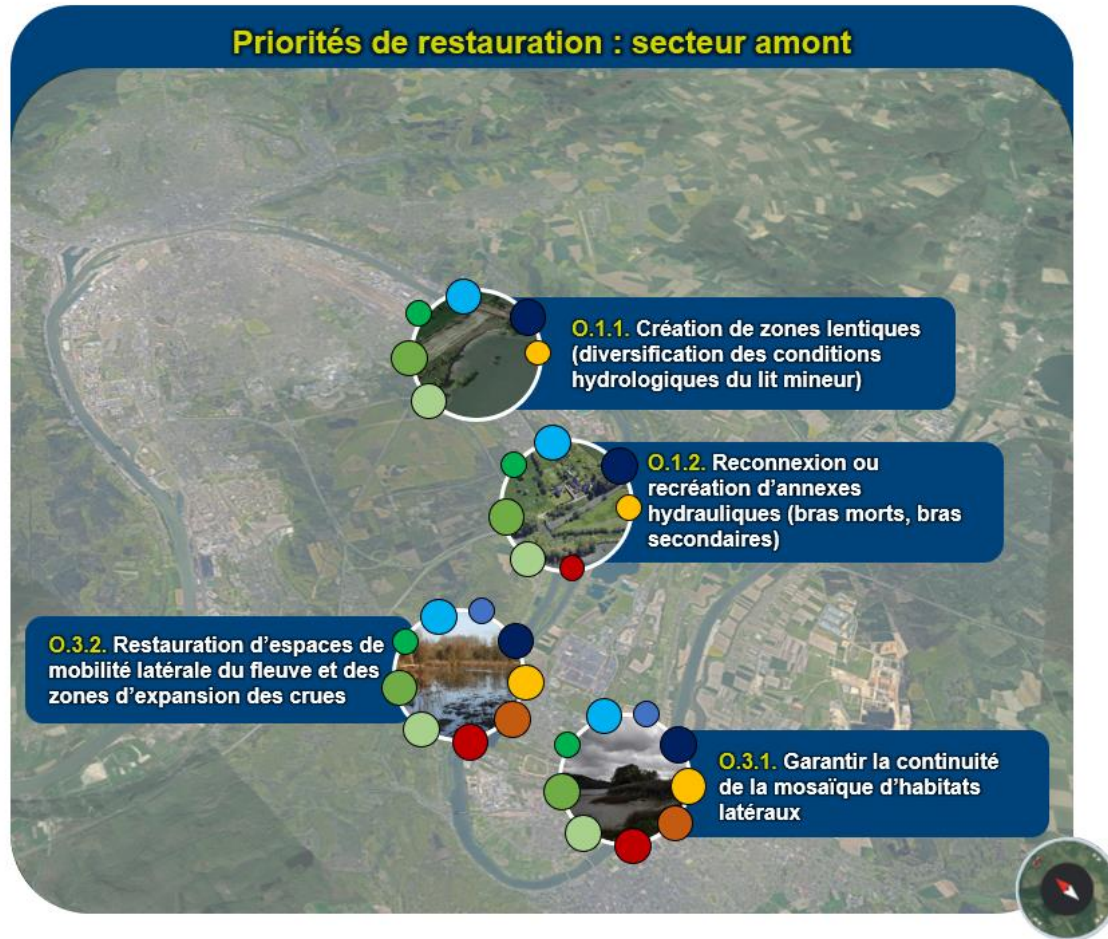 Priorités de restauration : secteur amont
O.1.1. Création de zones lentiques
(diversification des conditions
hydrologiques du lit mineur)
O.1.2. Reconnexion ou
recréation d’annexes
hydrauliques (bras morts, bras
secondaires)
O.3.2. Restauration d’espaces de
mobilité latérale du fleuve et des
zones d’expansion des crues
O.3.1. Garantir la continuité
de la mosaïque d’habitats
latéraux